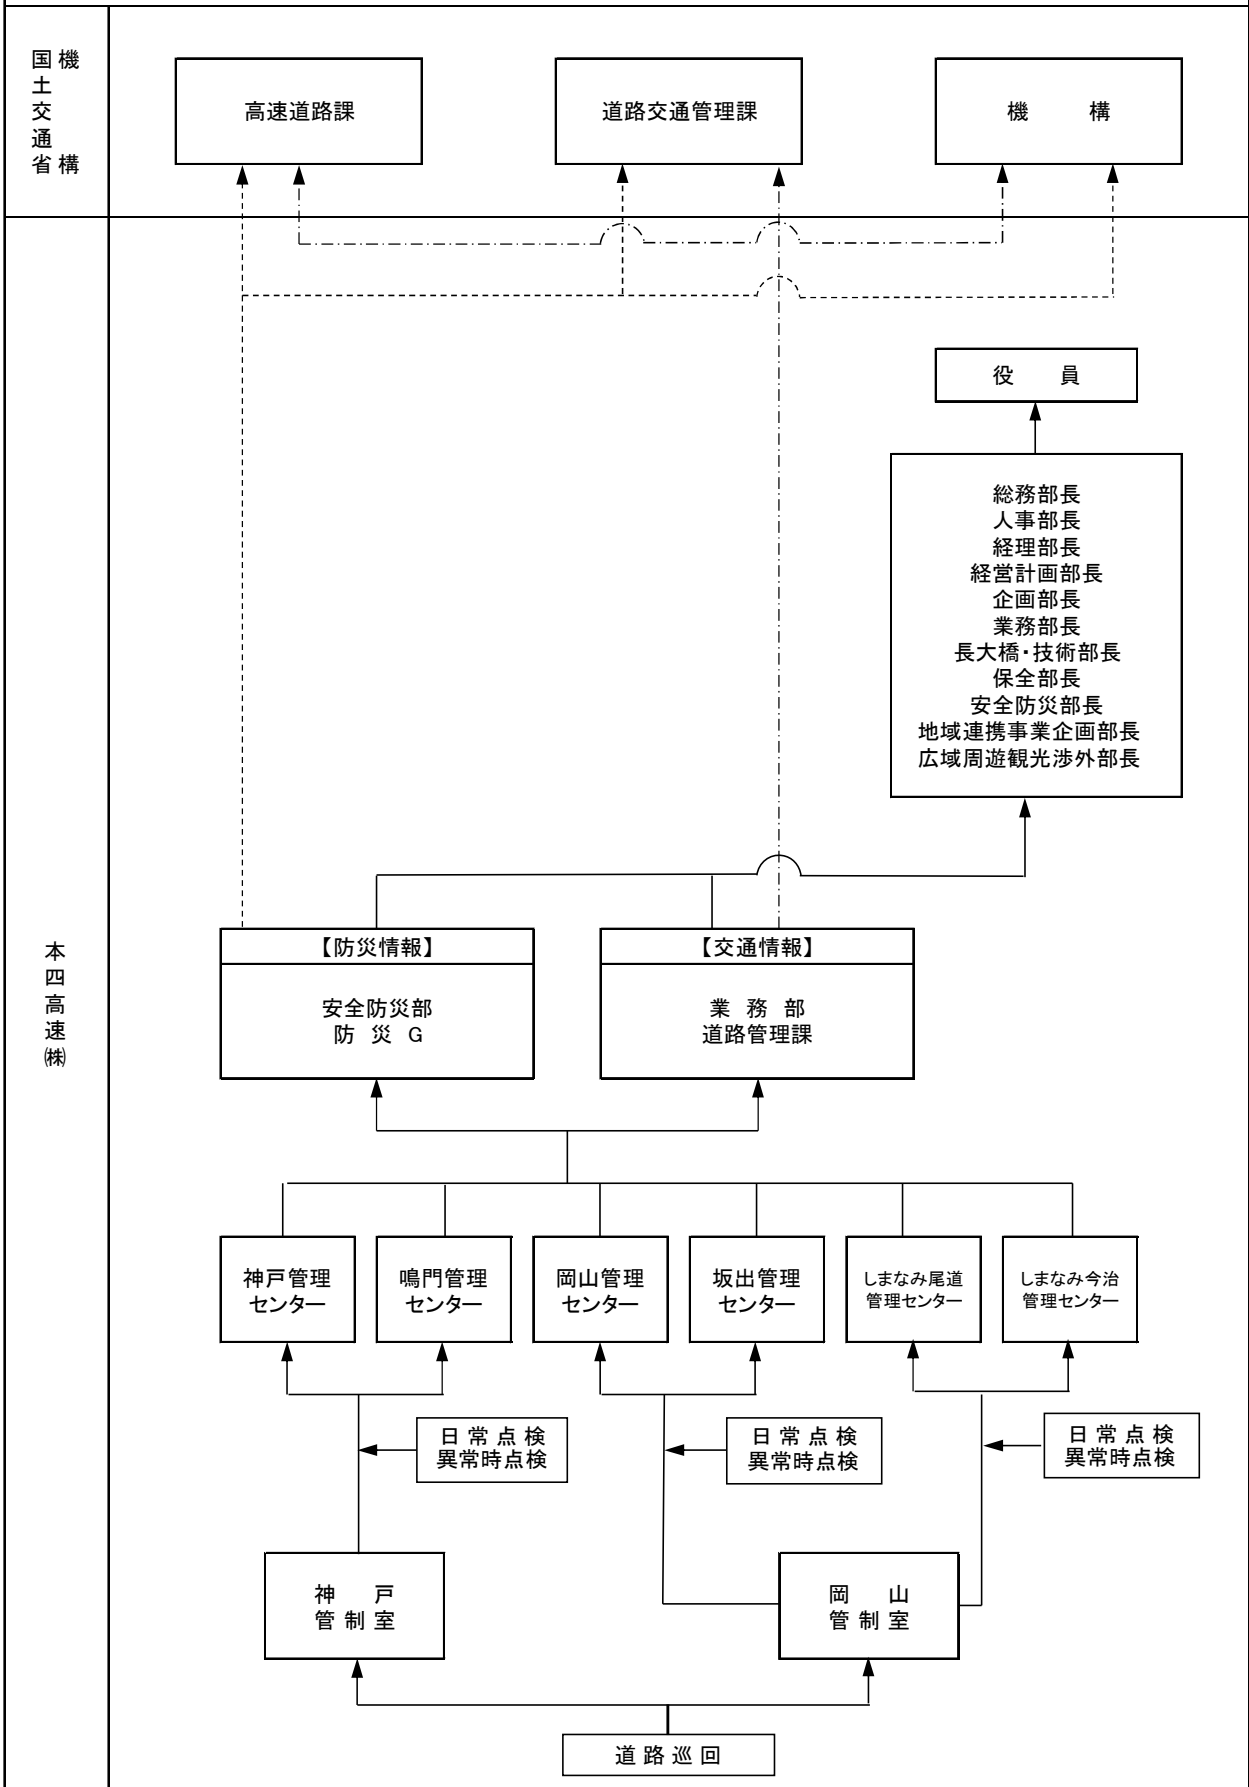 国土交通省
機構
高速道路課
道路交通管理課
機 構
役 員
総務部長
人事部長
経理部長
経営計画部長
企画部長
業務部長
長大橋・技術部長
保全部長
安全防災部長
地域連携事業企画部長
広域周遊観光渉外部長
本四高速㈱
【防災情報】
安全防災部
防 災 G
【交通情報】
業 務 部
道路管理課
神戸管理
センター
鳴門管理
センター
岡山管理
センター
坂出管理
センター
しまなみ尾道
管理センター
しまなみ今治
管理センター
日 常 点 検
異常時点検
日 常 点 検
異常時点検
日 常 点 検
異常時点検
神 戸
管 制 室
岡 山
管 制 室
道 路 巡 回